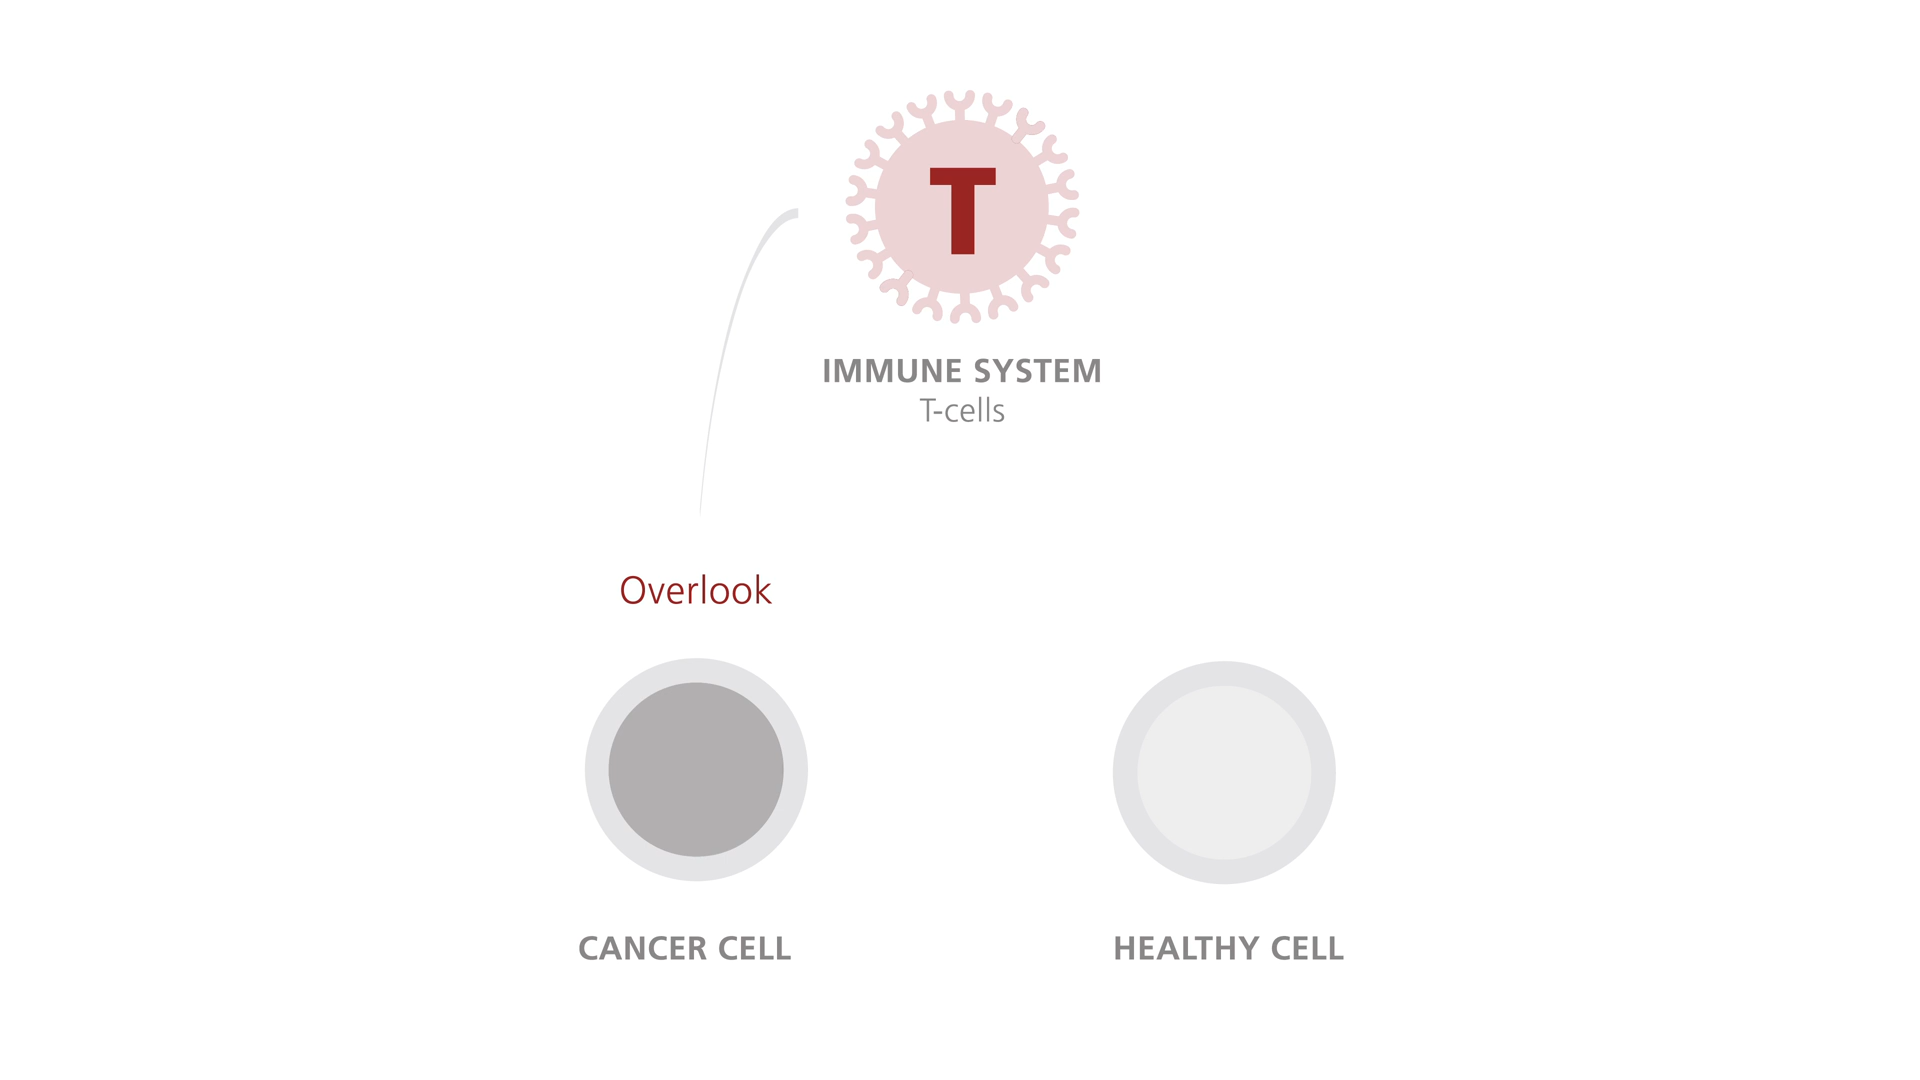 T
IMMUNE SYSTEM
T-cells
Overlook
CANCER CELL
HEALTHY CELL